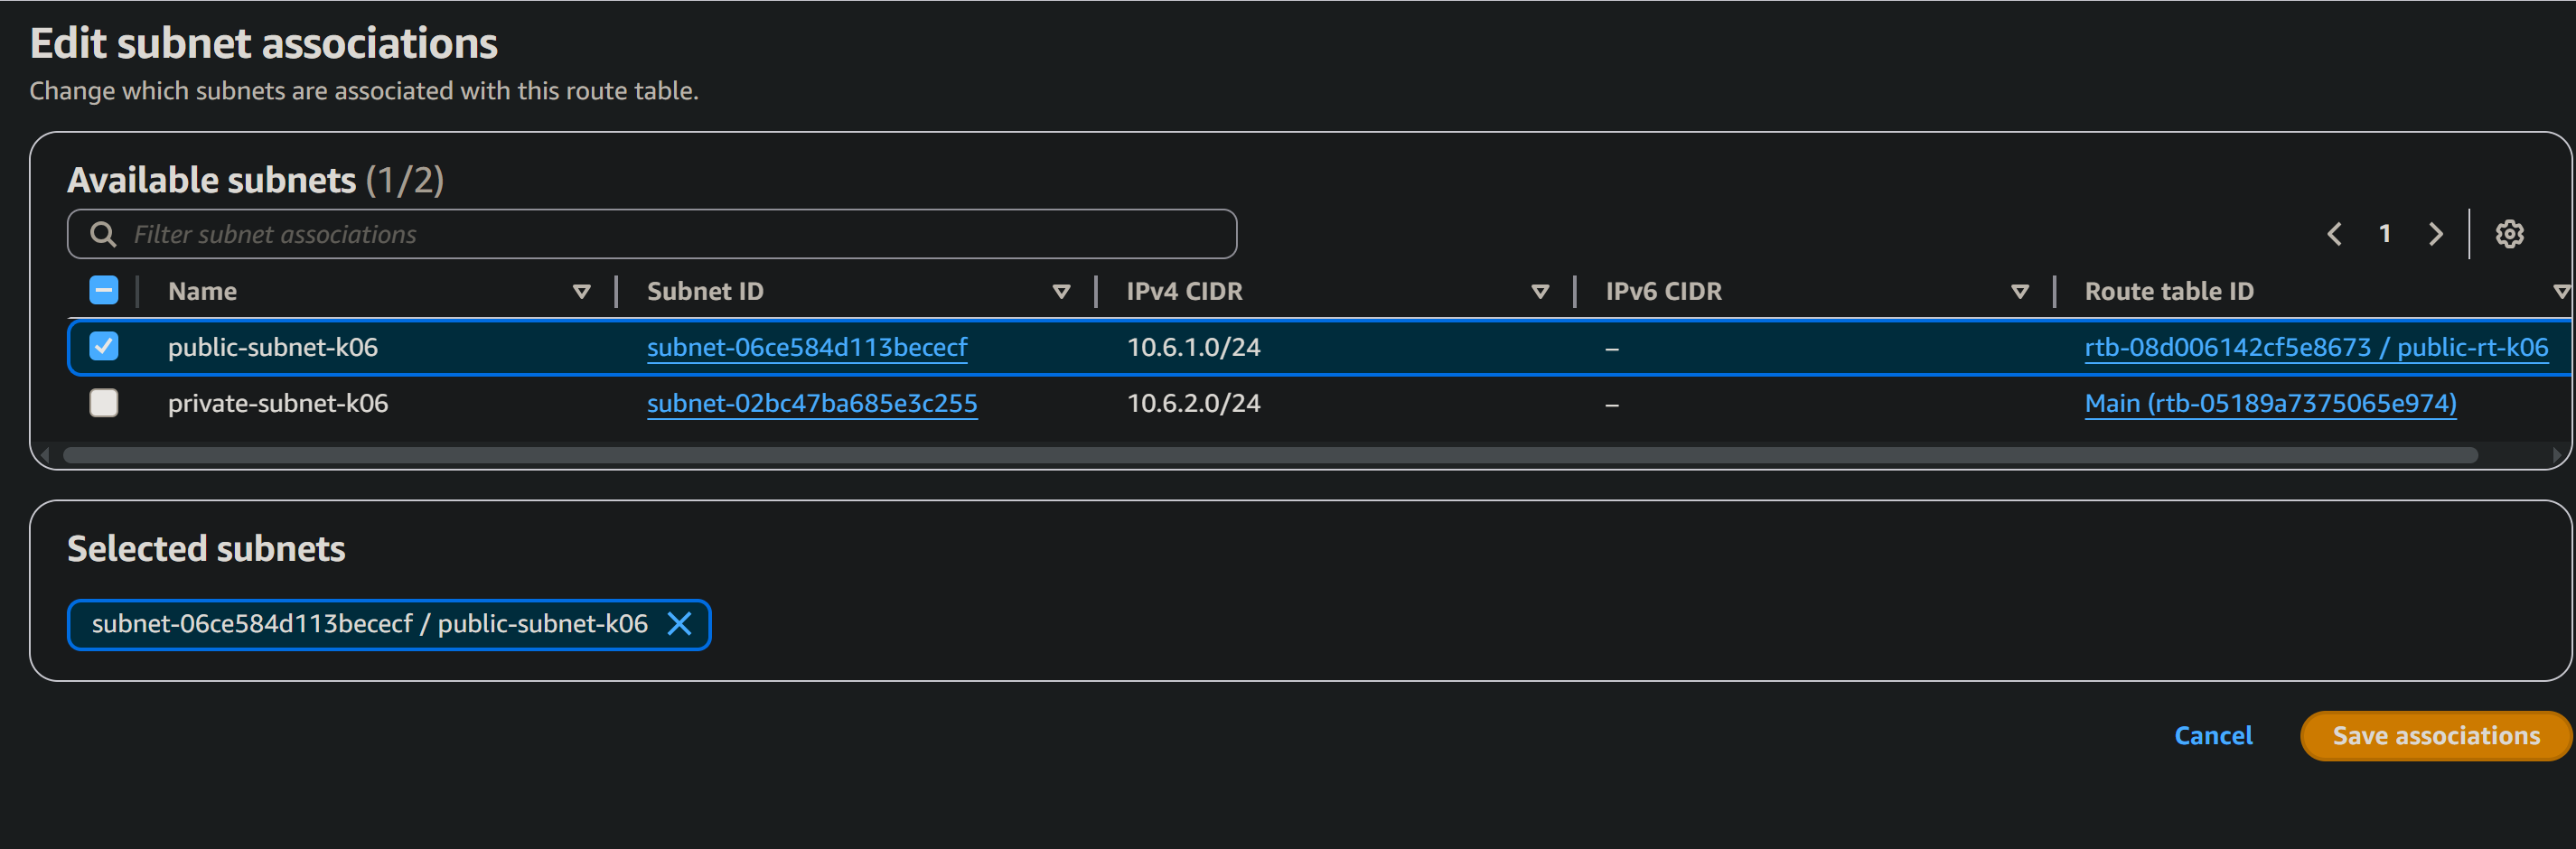 Edit subnet associations
Change which subnets are associated with this route table.
Available subnets (1/2)
Filter subnet associations
1
Name Subnet ID IPv4 CIDR IPv6 CIDR Route table ID
public-subnet-k06 subnet-06ce584d113bececf 10.6.1.0/24 – rtb-08d006142cf5e8673 / public-rt-k06
private-subnet-k06 subnet-02bc47ba685e3c255 10.6.2.0/24 – Main (rtb-05189a7375065e974)
Selected subnets
subnet-06ce584d113bececf / public-subnet-k06
Cancel Save associations